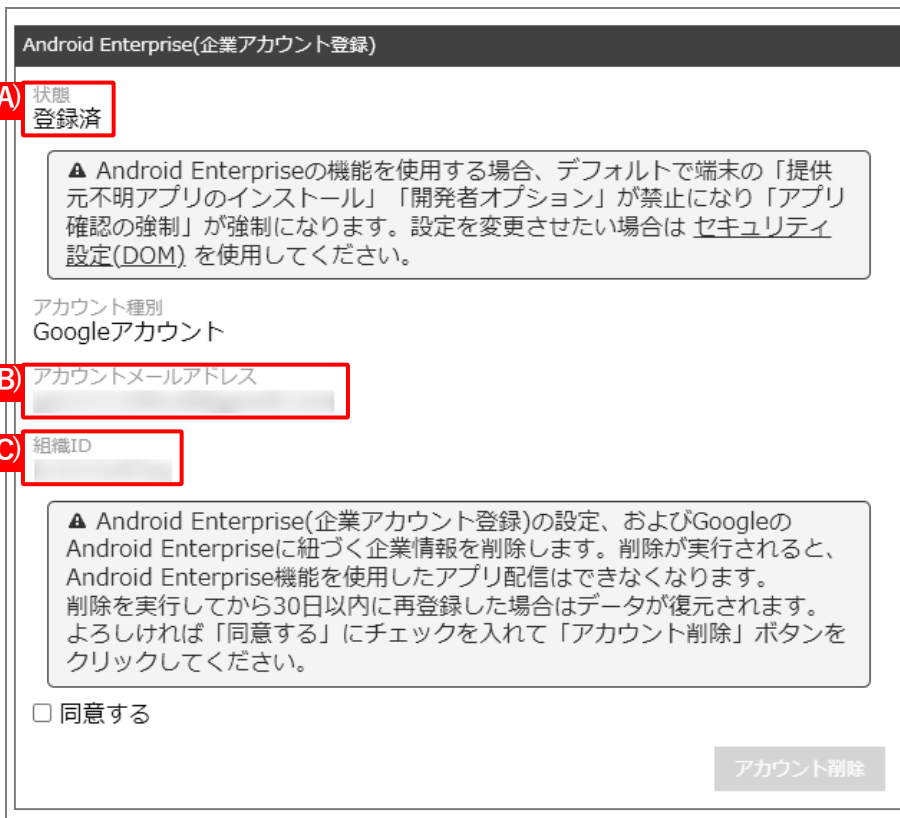 Android Enterprise(企業アカウント登録)
A)
状態
登録済
▲ Android Enterpriseの機能を使用する場合、デフォルトで端末の「提供
元不明アプリのインストール」「開発者オプション」が禁止になり「アプリ
確認の強制」が強制になります。設定を変更させたい場合は セキュリティ
設定(DOM) を使用してください。
アカウント種別
Googleアカウント
B)
アカウントメールアドレス
C)
組織ID
▲ Android Enterprise(企業アカウント登録)の設定、およびGoogleの
Android Enterpriseに紐づく企業情報を削除します。削除が実行されると、
Android Enterprise機能を使用したアプリ配信はできなくなります。
削除を実行してから30日以内に再登録した場合はデータが復元されます。
よろしければ「同意する」にチェックを入れて「アカウント削除」ボタンを
クリックしてください。
同意する
アカウント削除